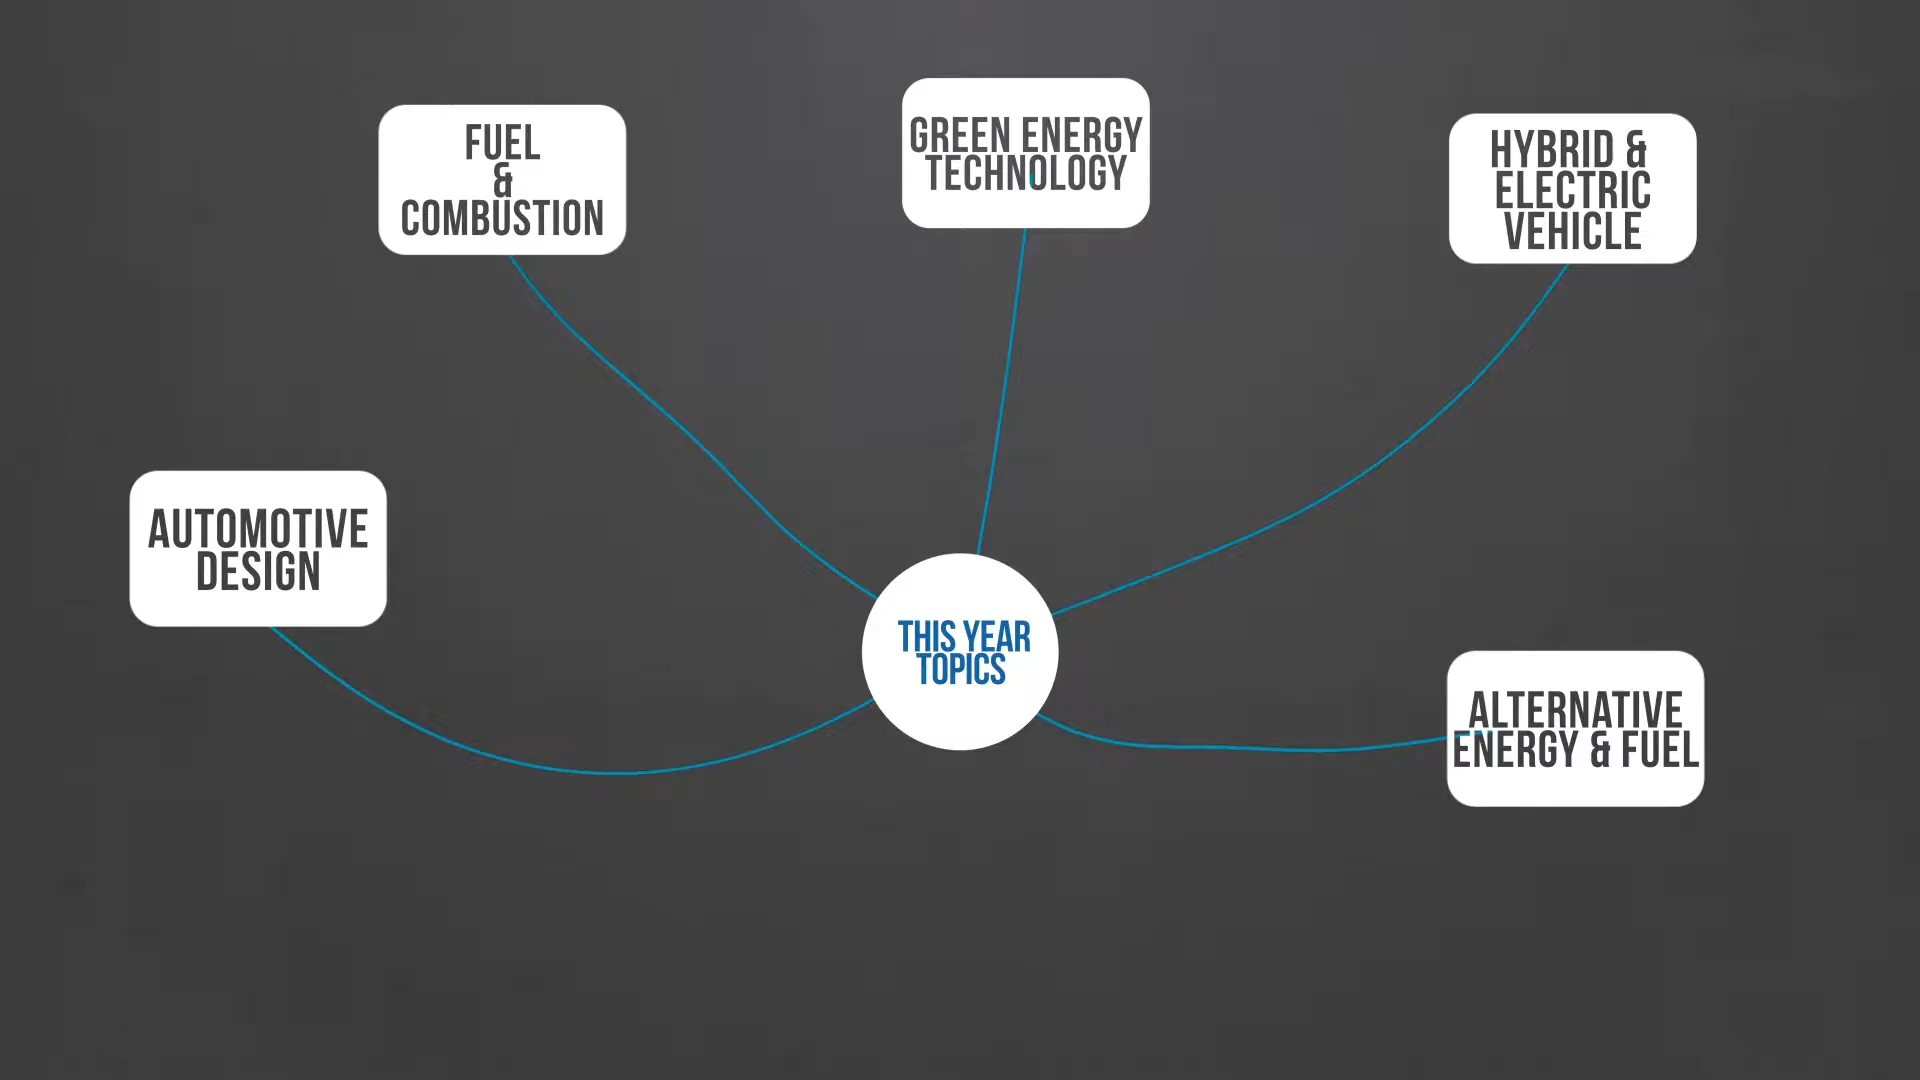 FUEL
&
COMBUSTION
GREEN ENERGY
TECHNOLOGY
HYBRID &
ELECTRIC
VEHICLE
AUTOMOTIVE
DESIGN
THIS YEAR
TOPICS
ALTERNATIVE
ENERGY & FUEL